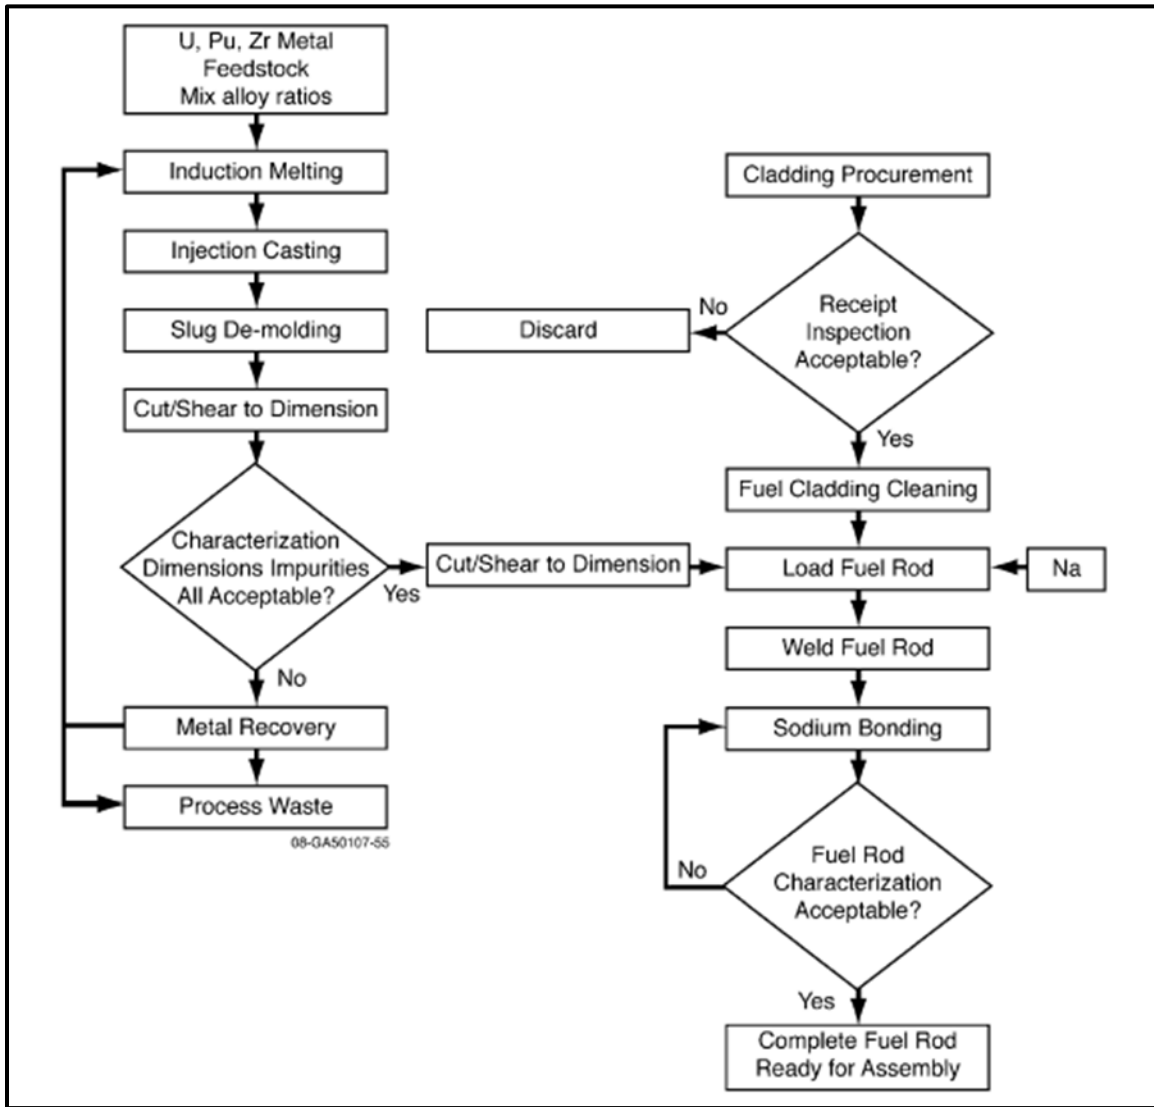 U, Pu, Zr Metal
Feedstock
Mix alloy ratios
Induction Melting
Injection Casting
Slug De-molding
Cut/Shear to Dimension
Characterization
Dimensions Impurities
All Acceptable?
Yes
No
Metal Recovery
Process Waste
08-GA50107-55
Cut/Shear to Dimension
Cladding Procurement
Receipt
Inspection
Acceptable?
No
Discard
Yes
Fuel Cladding Cleaning
Load Fuel Rod
Na
Weld Fuel Rod
Sodium Bonding
Fuel Rod
Characterization
Acceptable?
No
Yes
Complete Fuel Rod
Ready for Assembly